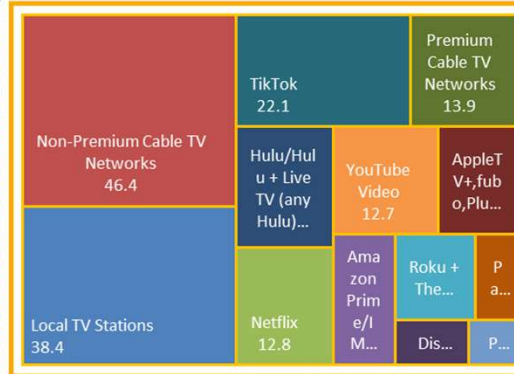 Non-Premium Cable TV
Networks
46.4
Local TV Stations
38.4
TikTok
22.1
Premium
Cable TV
Networks
13.9
Hulu/Hul
u + Live
TV (any
Hulu)...
YouTube
Video
12.7
AppleT
V+,fub
o,Plu...
Netflix
12.8
Ama
zon
Prim
e/I
M...
Roku +
The...
P
a...
Dis...
P...